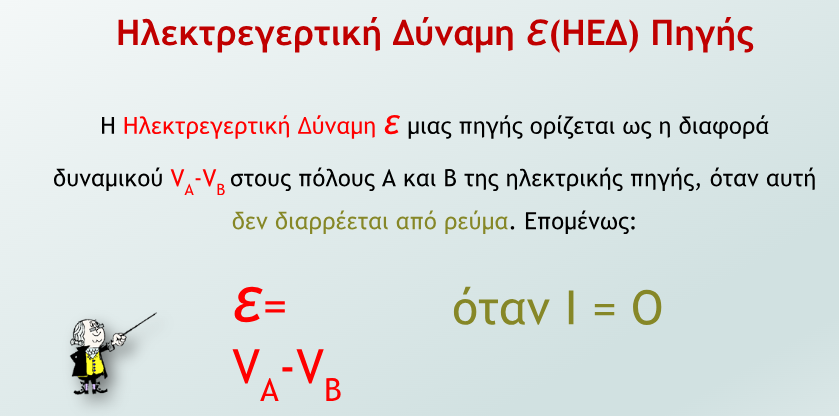 Ηλεκτρεγερτική Δύναμη Ɛ(ΗΕΔ) Πηγής
Η Ηλεκτρεγερτική Δύναμη Ɛ μιας πηγής ορίζεται ως η διαφορά
δυναμικού VA-VB στους πόλους Α και Β της ηλεκτρικής πηγής, όταν αυτή
δεν διαρρέεται από ρεύμα. Επομένως:
Ɛ=
VA-VB
όταν Ι = Ο